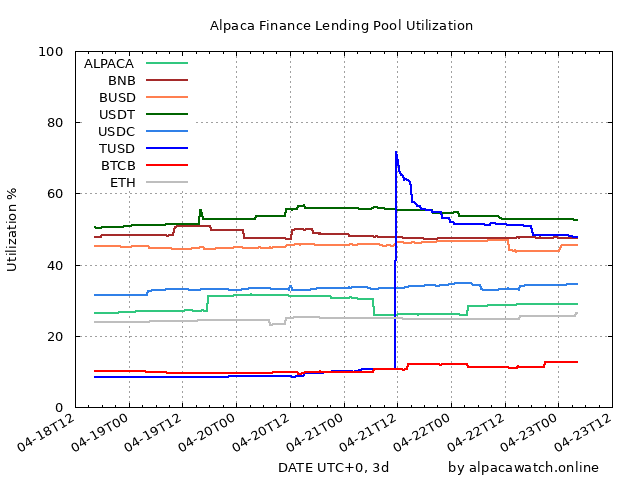 Alpaca Finance Lending Pool Utilization
100
80
60
40
20
0
Utilization %
ALPACA
BNB
BUSD
USDT
USDC
TUSD
BTCB
ETH
04-18T12
04-19T00
04-19T12
04-20T00
04-20T12
04-21T00
04-21T12
04-22T00
04-22T12
04-23T00
04-23T12
DATE UTC+0, 3d
by alpacawatch.online